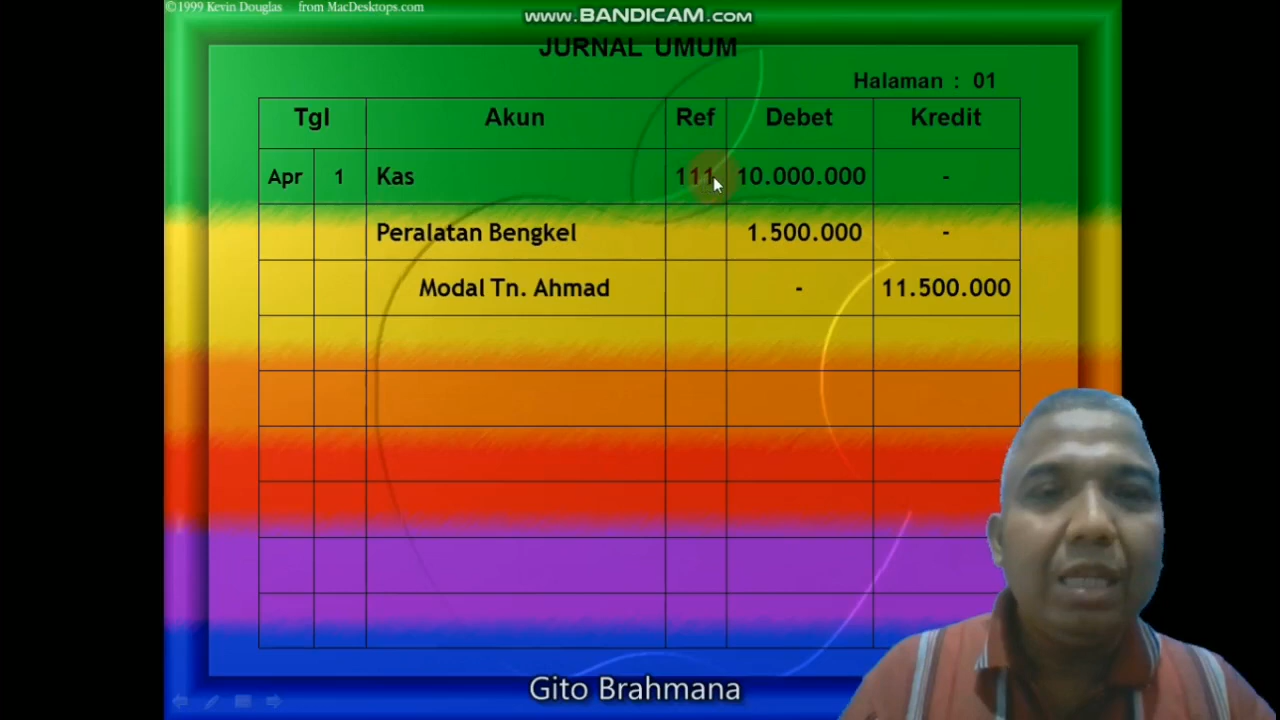 ©1999 Kevin Douglas from MacDesktops.com
www.BANDICAM.com
JURNAL UMUM
Halaman : 01
Tgl Akun Ref Debet Kredit
Apr 1 Kas 111 10.000.000 -
Peralatan Bengkel 1.500.000 -
Modal Tn. Ahmad - 11.500.000
Gito Brahmana